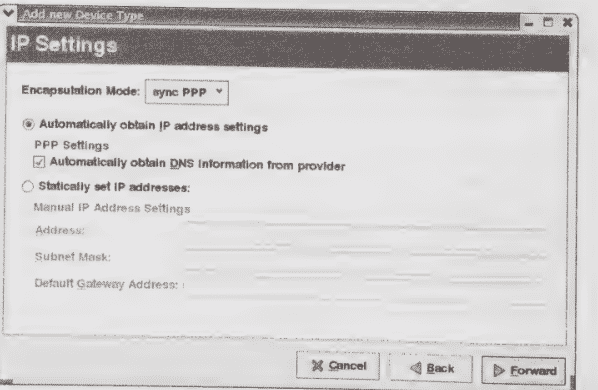 Add new Device Type
IP Settings
Encapsulation Mode: sync PPP
Automatically obtain IP address settings
PPP Settings
Automatically obtain DNS information from provider
Statically set IP addresses:
Manual IP Address Settings
Address:
Subnet Mask:
Default Gateway Address:
Cancel Back Forward